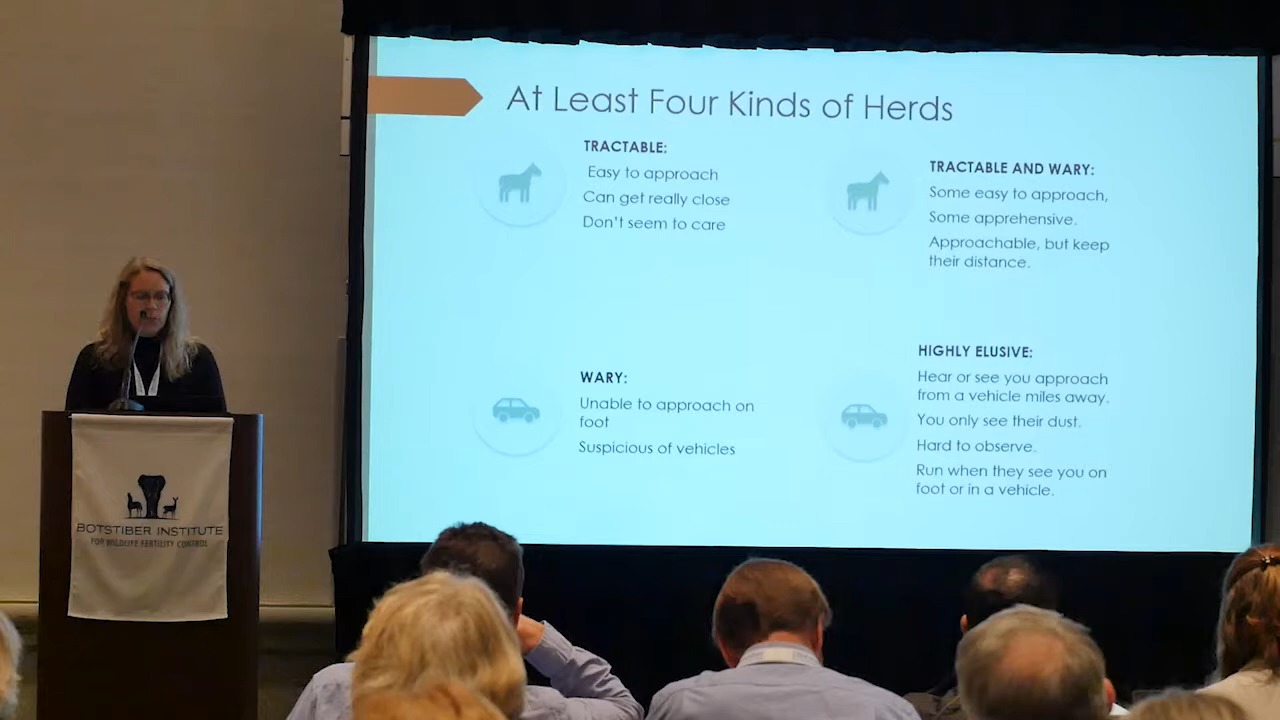 At Least Four Kinds of Herds
TRACTABLE:
Easy to approach
Can get really close
Don't seem to care
TRACTABLE AND WARY:
Some easy to approach,
Some apprehensive.
Approachable, but keep
their distance.
WARY:
Unable to approach on
foot
Suspicious of vehicles
HIGHLY ELUSIVE:
Hear or see you approach
from a vehicle miles away.
You only see their dust.
Hard to observe.
Run when they see you on
foot or in a vehicle.
BOTSTIBER INSTITUTE
FOR WILDLIFE FERTILITY CONTROL